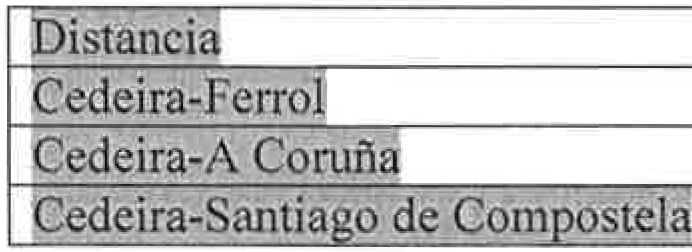 Distancia
Cedeira-Ferrol
Cedeira-A Coruña
Cedeira-Santiago de Compostela